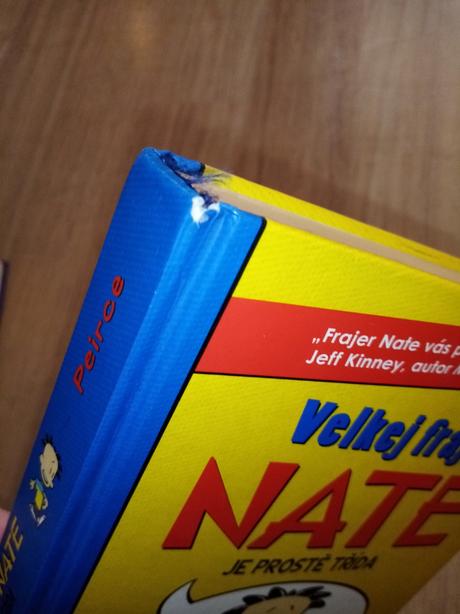 Peirce
NATE
„Frajer Nate vás
Jeff Kinney, autor
Velkej fraj
NATE
JE PROSTĚ TŘÍDA